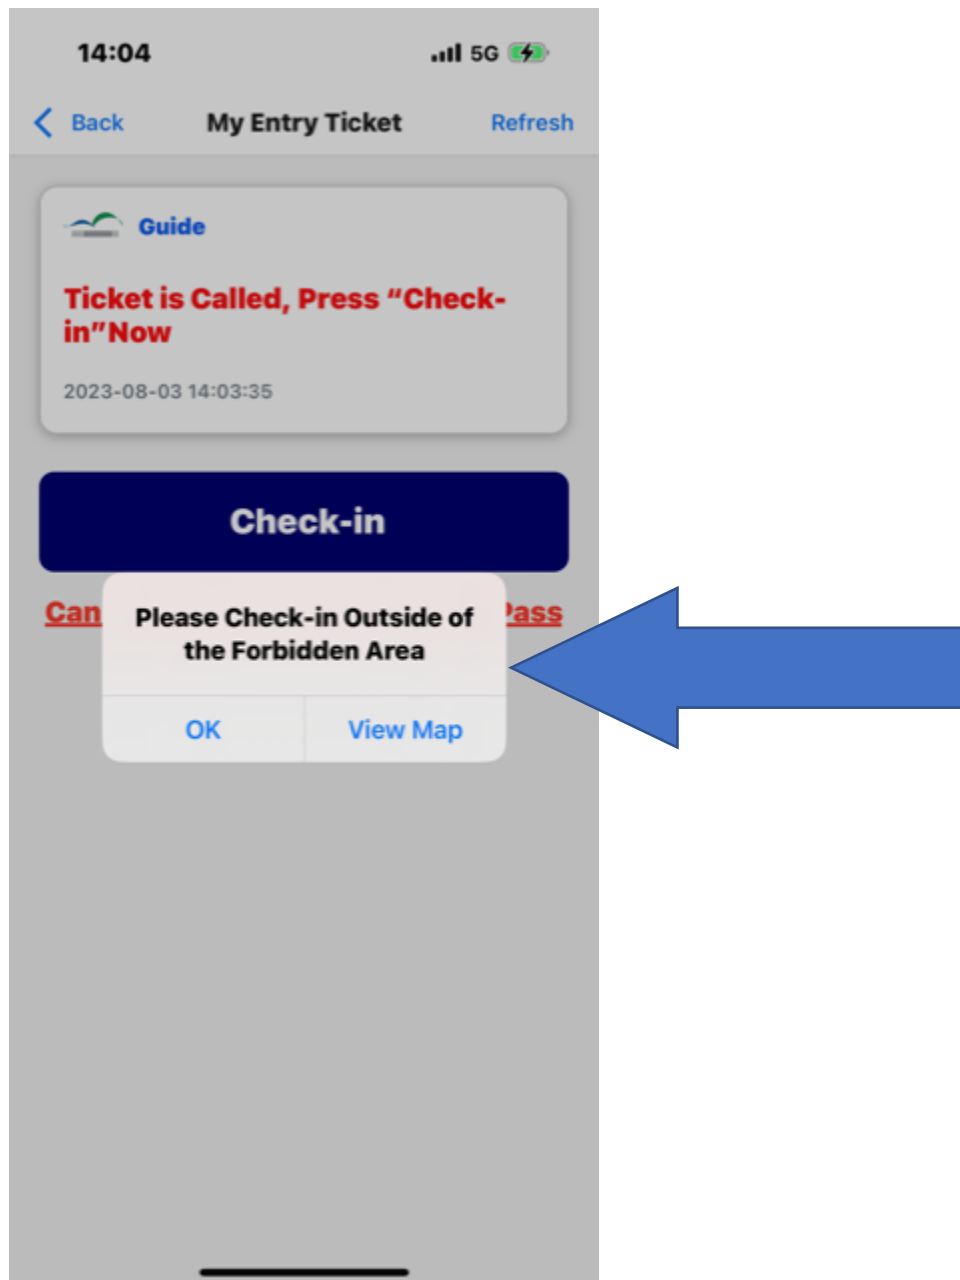 14:04
5G
Back
My Entry Ticket
Refresh
Guide
Ticket is Called, Press “Check-
in”Now
2023-08-03 14:03:35
Check-in
Please Check-in Outside of
the Forbidden Area
OK
View Map